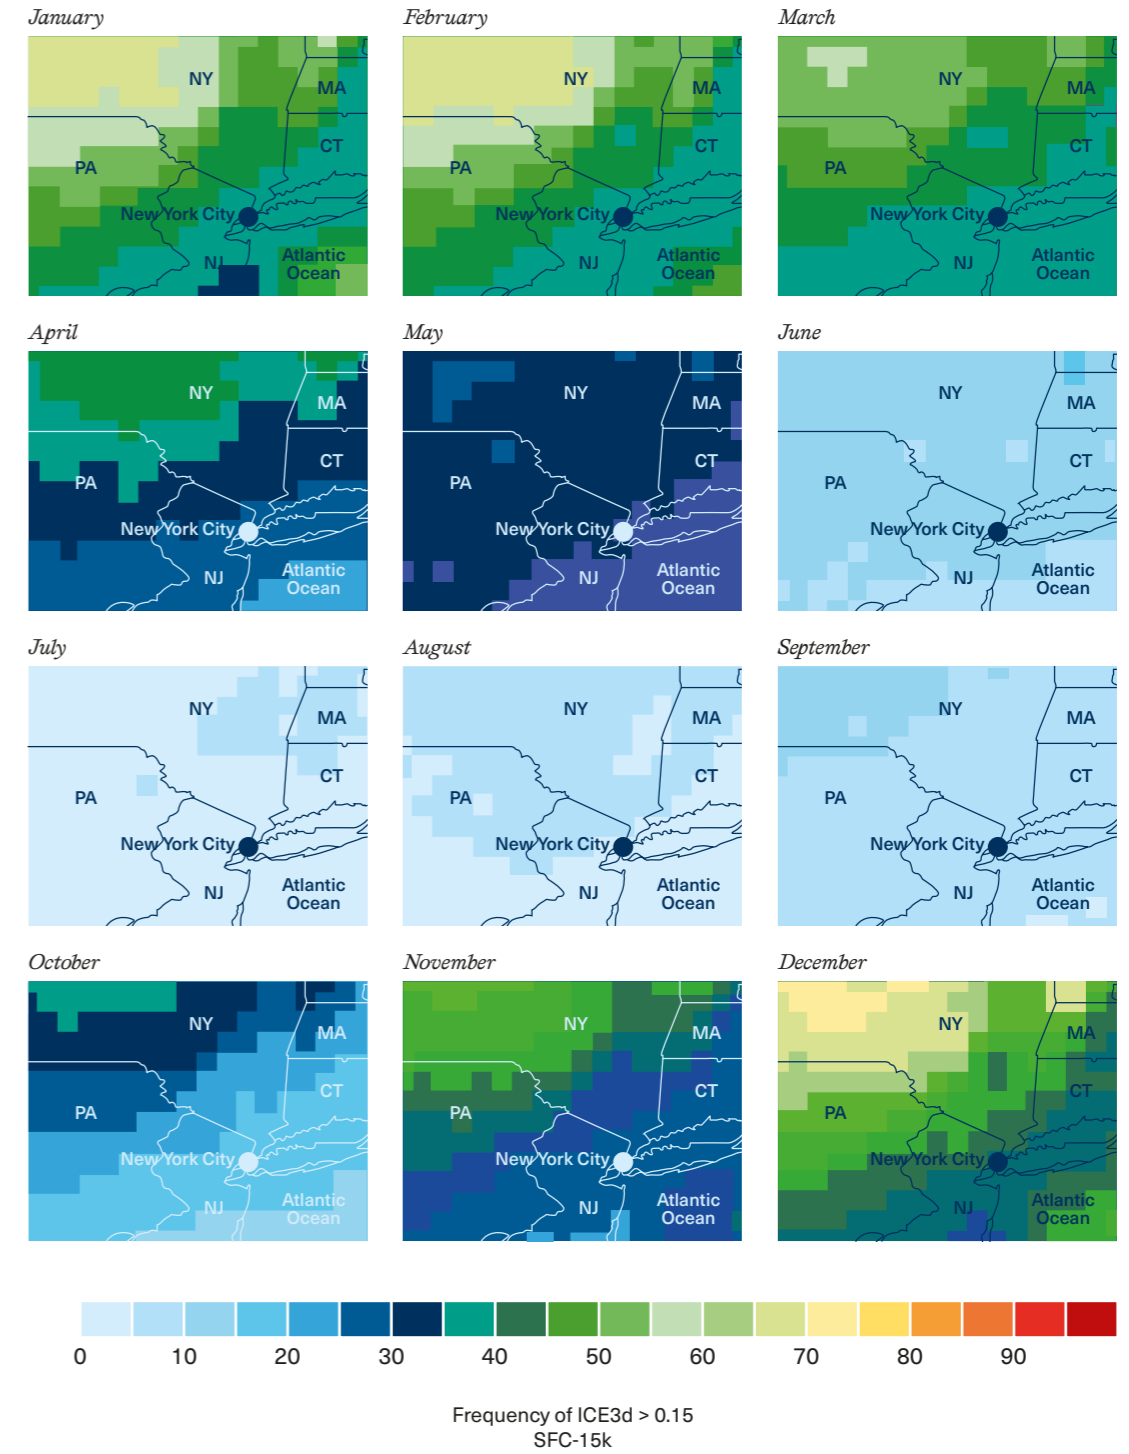 January
February
March
NY
MA
CT
PA
New York City
NJ
Atlantic
Ocean
NY
MA
CT
PA
New York City
NJ
Atlantic
Ocean
NY
MA
CT
PA
New York City
NJ
Atlantic
Ocean
April
May
June
NY
MA
CT
PA
New York City
NJ
Atlantic
Ocean
NY
MA
CT
PA
New York City
NJ
Atlantic
Ocean
NY
MA
CT
PA
New York City
NJ
Atlantic
Ocean
July
August
September
NY
MA
CT
PA
New York City
NJ
Atlantic
Ocean
NY
MA
CT
PA
New York City
NJ
Atlantic
Ocean
NY
MA
CT
PA
New York City
NJ
Atlantic
Ocean
October
November
December
NY
MA
CT
PA
New York City
NJ
Atlantic
Ocean
NY
MA
CT
PA
New York City
NJ
Atlantic
Ocean
NY
MA
CT
PA
New York City
NJ
Atlantic
Ocean
0 10 20 30 40 50 60 70 80 90
Frequency of ICE3d > 0.15
SFC-15k